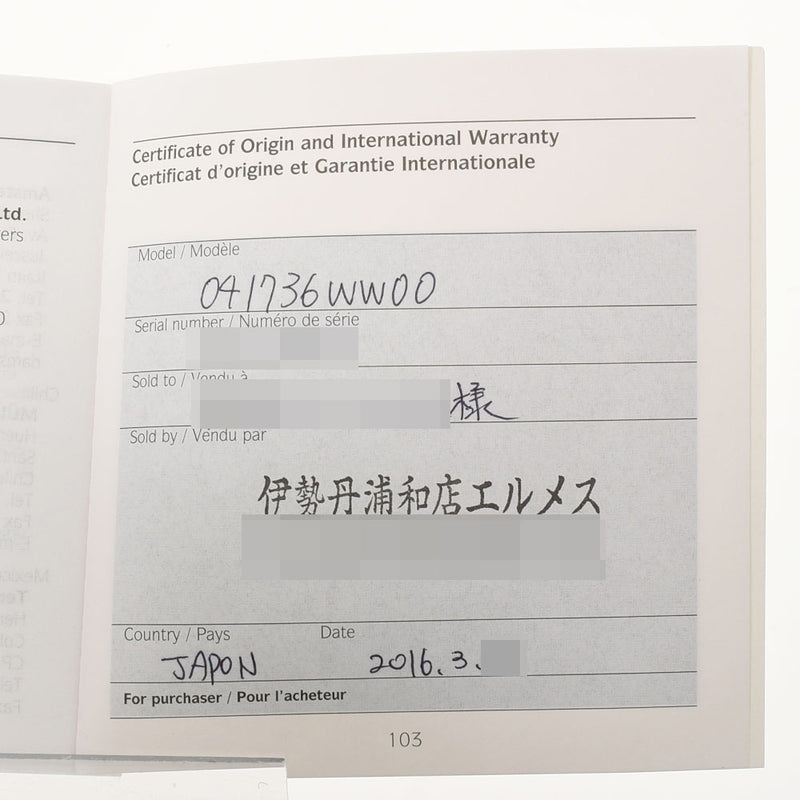 Ltd.
ers
Certificate of Origin and International Warranty
Certificat d'origine et Garantie Internationale
Model / Modèle
041736WW00
Serial number / Numéro de série
Sold to / Vendu à
様
Sold by / Vendu par
伊勢丹浦和店エルメス
Country / Pays
Date
JAPON
2016.3.
For purchaser / Pour l'acheteur
103